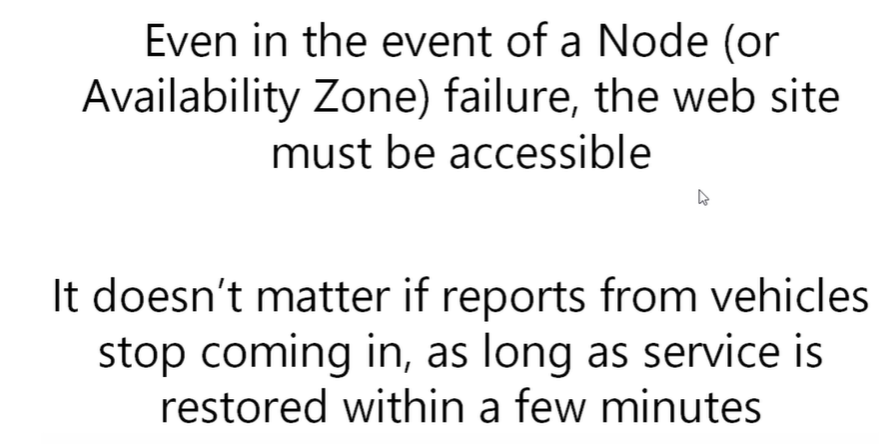 Even in the event of a Node (or
Availability Zone) failure, the web site
must be accessible
It doesn't matter if reports from vehicles
stop coming in, as long as service is
restored within a few minutes